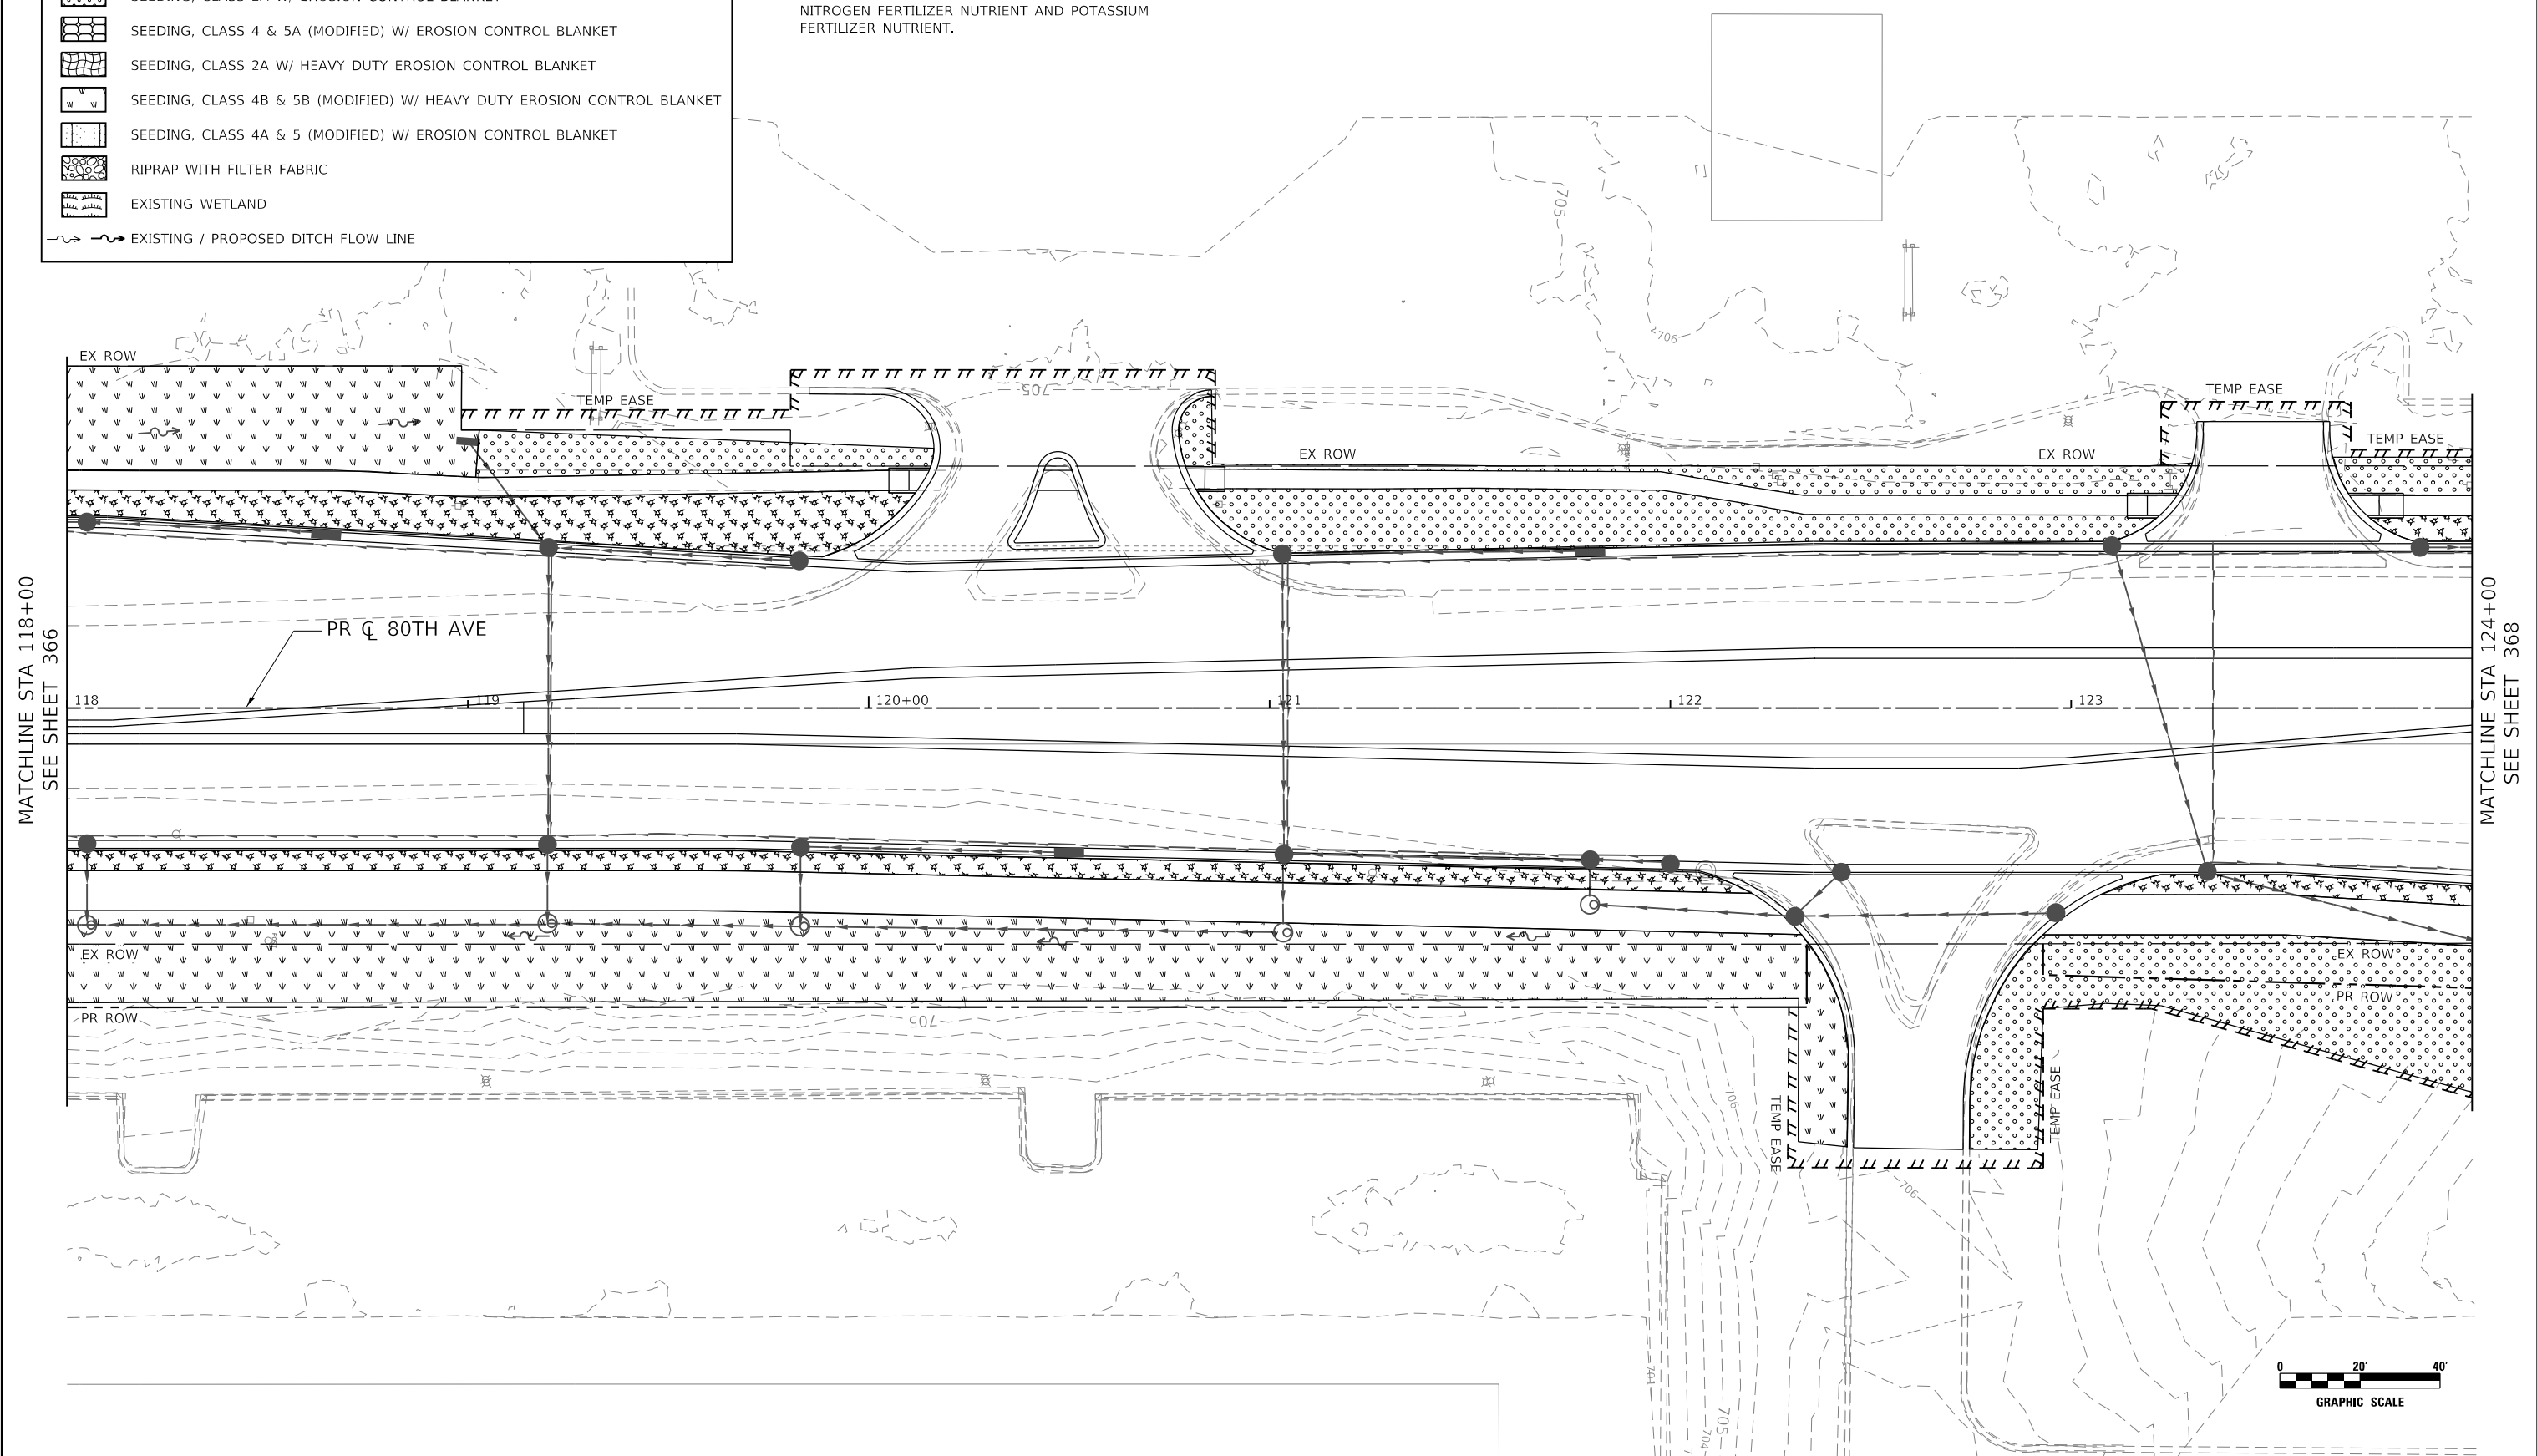 NITROGEN FERTILIZER NUTRIENT AND POTASSIUM
FERTILIZER NUTRIENT.
SEEDING, CLASS 4 & 5A (MODIFIED) W/ EROSION CONTROL BLANKET
SEEDING, CLASS 2A W/ HEAVY DUTY EROSION CONTROL BLANKET
SEEDING, CLASS 4B & 5B (MODIFIED) W/ HEAVY DUTY EROSION CONTROL BLANKET
SEEDING, CLASS 4A & 5 (MODIFIED) W/ EROSION CONTROL BLANKET
RIPRAP WITH FILTER FABRIC
EXISTING WETLAND
EXISTING / PROPOSED DITCH FLOW LINE
705
706
EX ROW
TEMP EASE
705
TEMP EASE
TEMP EASE
EX ROW
EX ROW
MATCHLINE STA 118+00
SEE SHEET 366
PR ℄ 80TH AVE
118
119
120+00
121
122
123
MATCHLINE STA 124+00
SEE SHEET 368
EX ROW
PR ROW
705
EX ROW
PR ROW
TEMP EASE
TEMP EASE
706
706
701
705
704
0 20' 40'
GRAPHIC SCALE